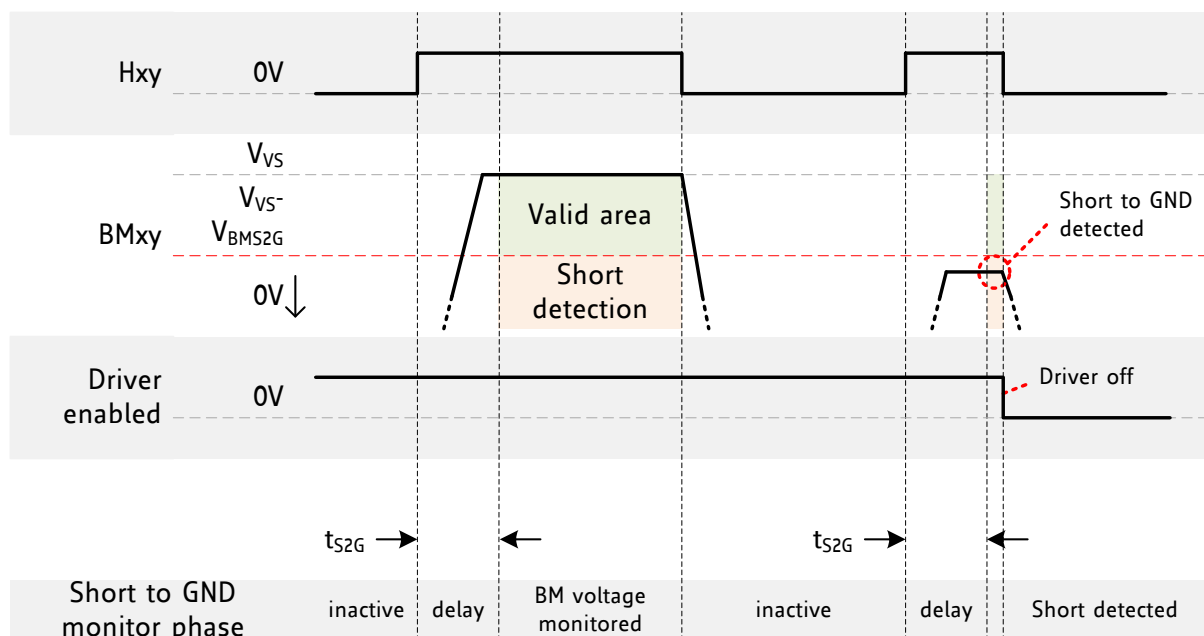 Hxy
0V
V_VS
V_VS-
V_BMS2G
BMxy
0V
Valid area
Short
detection
Short to GND
detected
Driver
enabled
0V
Driver off
t_S2G
t_S2G
Short to GND
monitor phase
inactive
delay
BM voltage
monitored
inactive
delay
Short detected